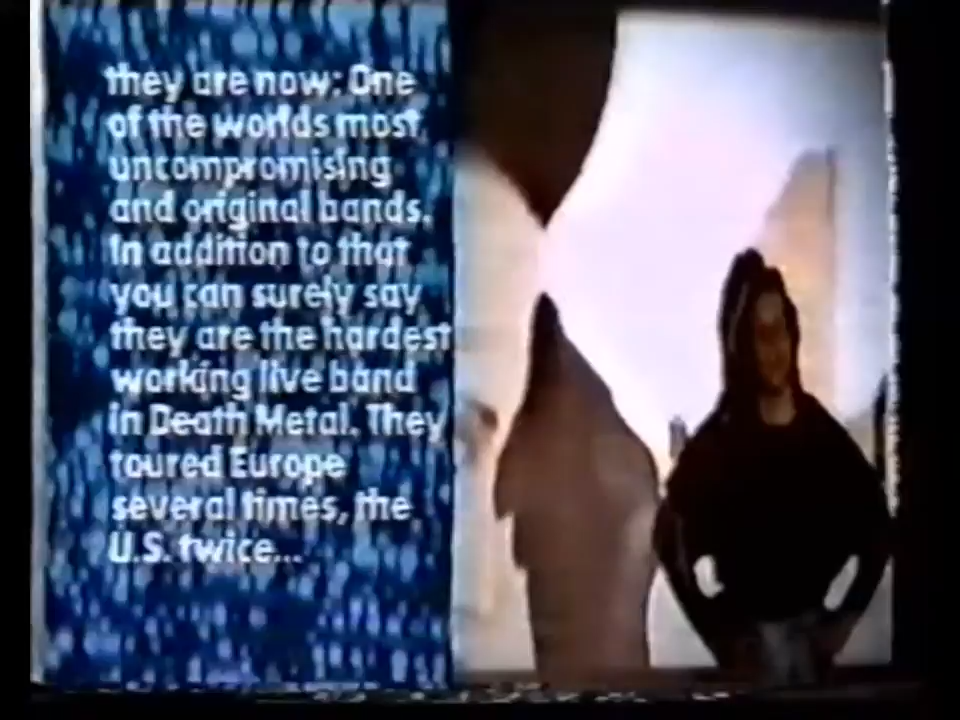 they are now: One
of the worlds most
uncompromising
and original bands.
In addition to that
you can surely say
they are the hardest
working live band
in Death Metal. They
toured Europe
several times, the
U.S. twice...